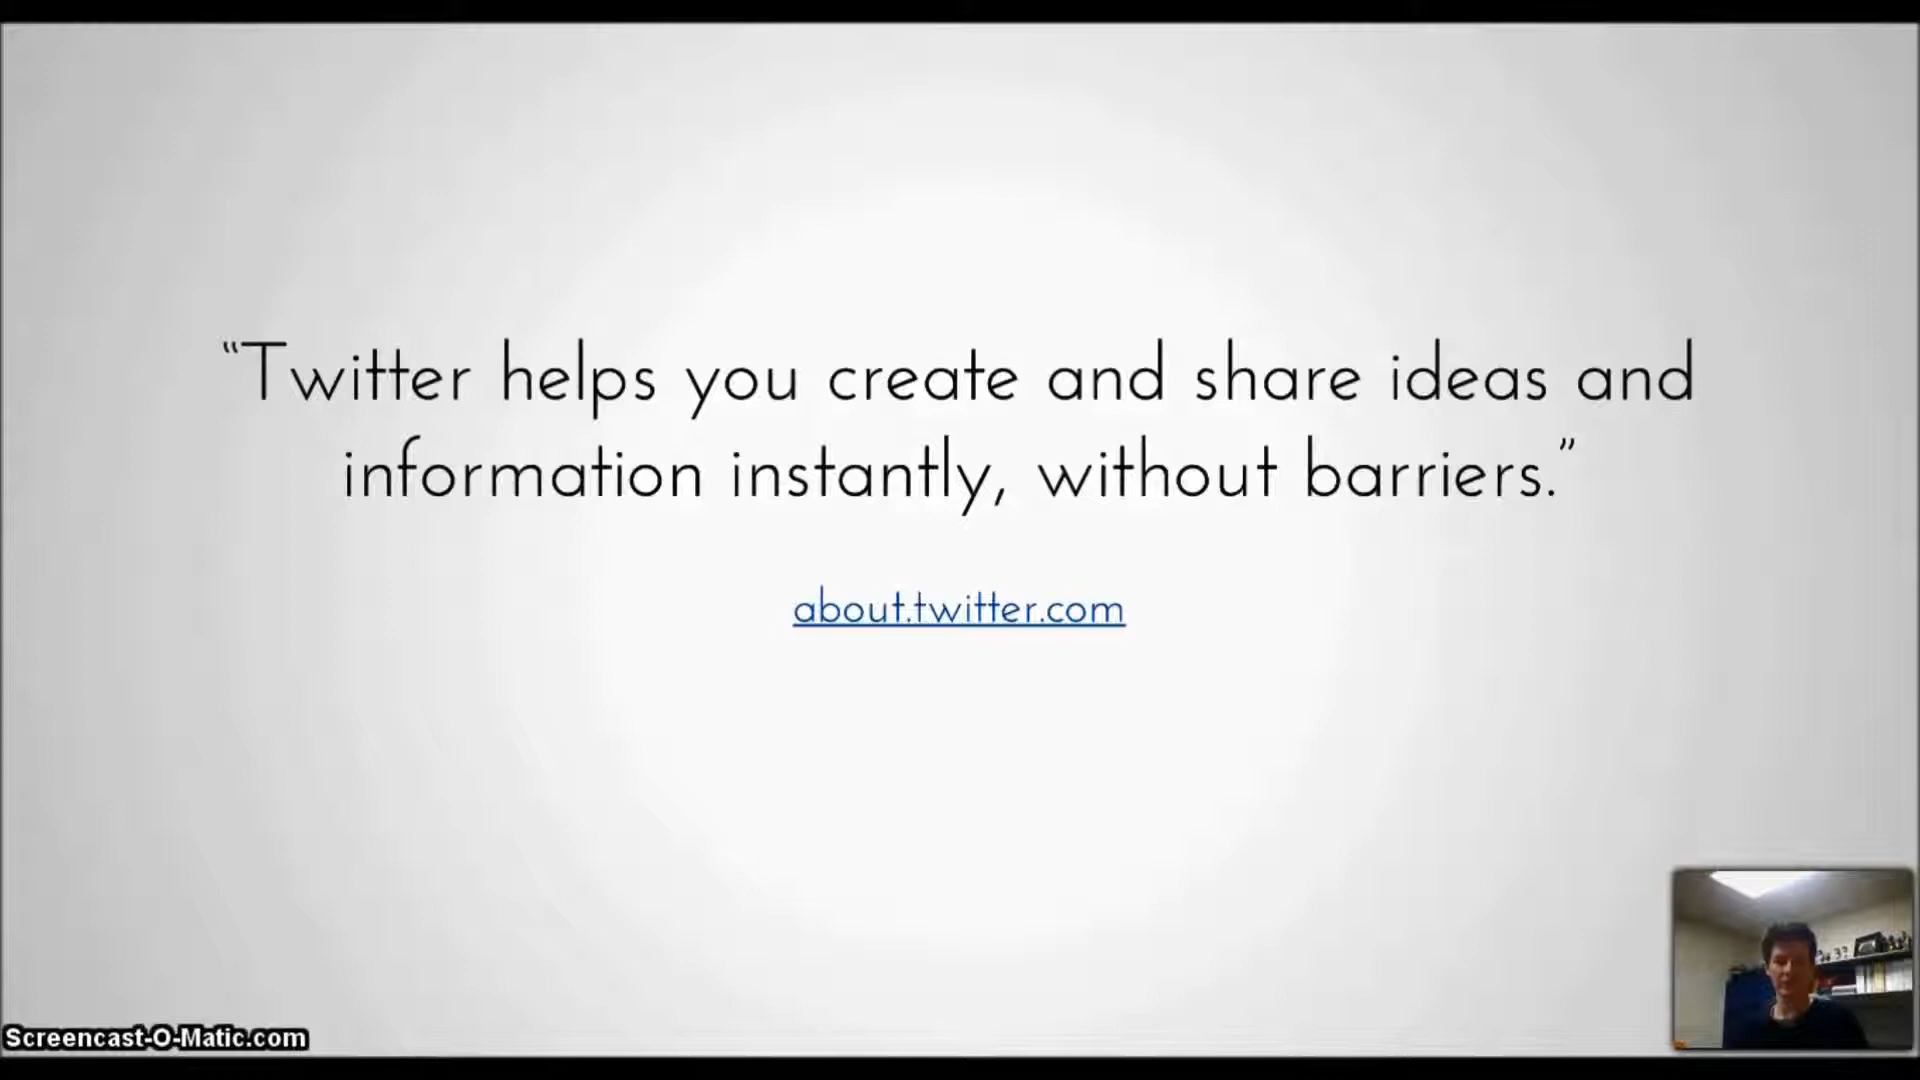 “Twitter helps you create and share ideas and
information instantly, without barriers.”
about.twitter.com
Screencast-O-Matic.com